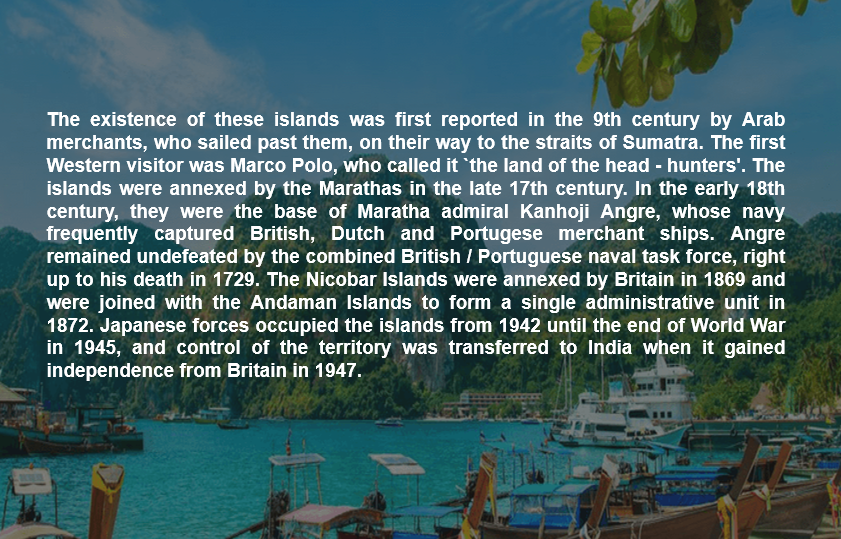 The existence of these islands was first reported in the 9th century by Arab
merchants, who sailed past them, on their way to the straits of Sumatra. The first
Western visitor was Marco Polo, who called it `the land of the head - hunters'. The
islands were annexed by the Marathas in the late 17th century. In the early 18th
century, they were the base of Maratha admiral Kanhoji Angre, whose navy
frequently captured British, Dutch and Portugese merchant ships. Angre
remained undefeated by the combined British / Portuguese naval task force, right
up to his death in 1729. The Nicobar Islands were annexed by Britain in 1869 and
were joined with the Andaman Islands to form a single administrative unit in
1872. Japanese forces occupied the islands from 1942 until the end of World War
in 1945, and control of the territory was transferred to India when it gained
independence from Britain in 1947.